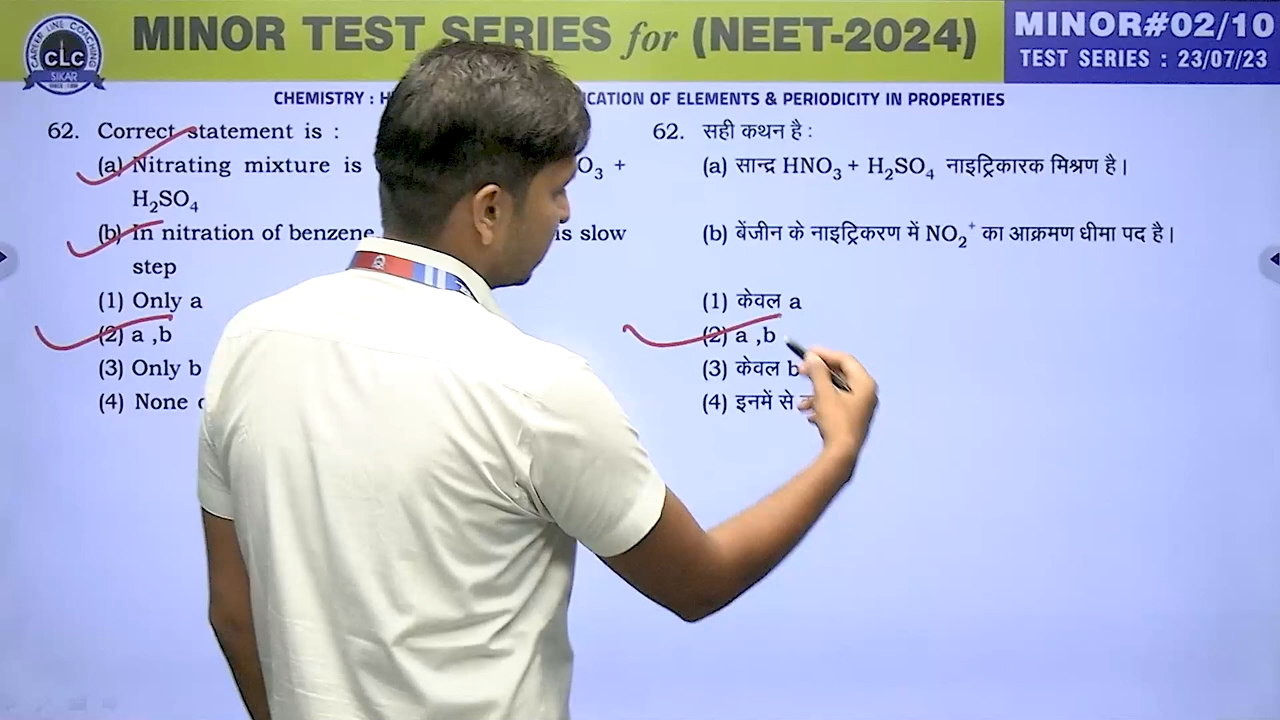 CAREER LINE COACHING
CLC
SIKAR
MINOR TEST SERIES for (NEET-2024)
MINOR#02/10
TEST SERIES : 23/07/23
CHEMISTRY : H ICATION OF ELEMENTS & PERIODICITY IN PROPERTIES
62. Correct statement is :
(a) Nitrating mixture is O₃ +
H₂SO₄
(b) In nitration of benzene is slow
step
(1) Only a
(2) a ,b
(3) Only b
(4) None
62. सही कथन है :
(a) सान्द्र HNO₃ + H₂SO₄ नाइट्रिकारक मिश्रण है।
(b) बेंजीन के नाइट्रिकरण में NO₂⁺ का आक्रमण धीमा पद है।
(1) केवल a
(2) a ,b
(3) केवल b
(4) इनमें से